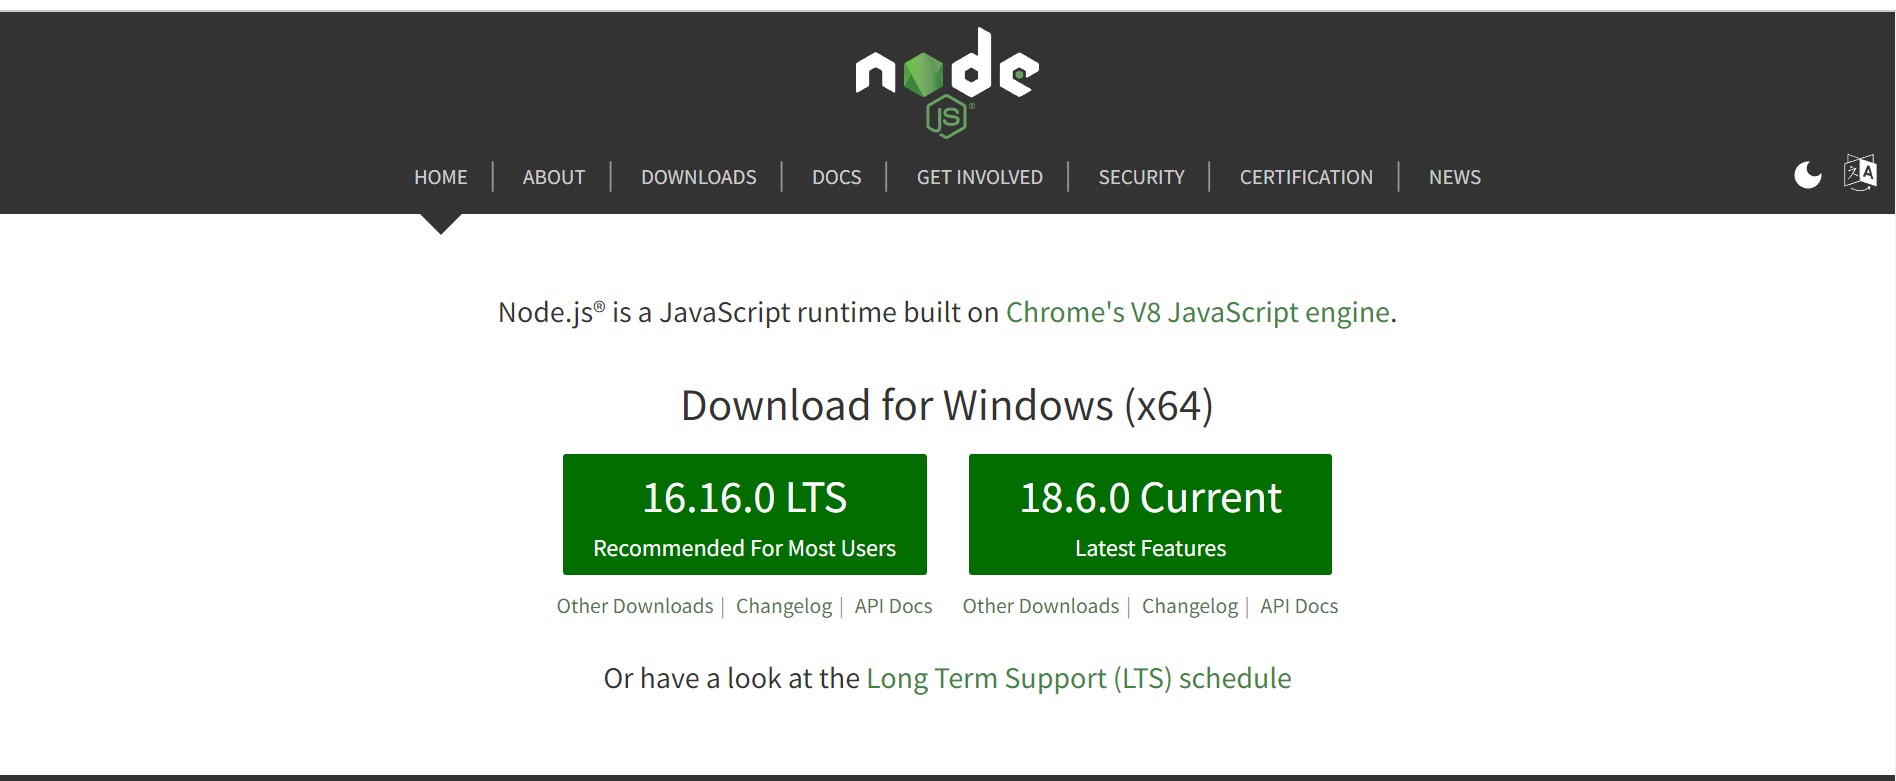 node
JS®
HOME | ABOUT | DOWNLOADS | DOCS | GET INVOLVED | SECURITY | CERTIFICATION | NEWS
Node.js® is a JavaScript runtime built on Chrome's V8 JavaScript engine.
Download for Windows (x64)
16.16.0 LTS
Recommended For Most Users
18.6.0 Current
Latest Features
Other Downloads | Changelog | API Docs
Other Downloads | Changelog | API Docs
Or have a look at the Long Term Support (LTS) schedule